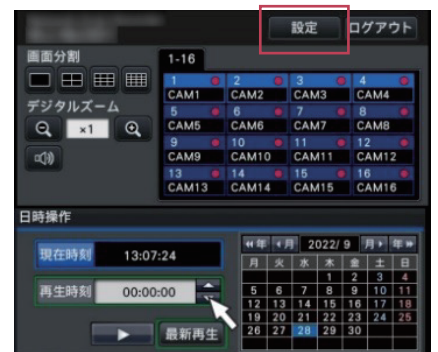 設定 ログアウト
画面分割
1-16
1 2 3 4
CAM1 CAM2 CAM3 CAM4
デジタルズーム
5 6 7 8
CAM5 CAM6 CAM7 CAM8
×1
9 10 11 12
CAM9 CAM10 CAM11 CAM12
13 14 15 16
CAM13 CAM14 CAM15 CAM16
日時操作
現在時刻 13:07:24
再生時刻 00:00:00
最新再生
年 月 2022/ 9 月 年
月 火 水 木 金 土 日
1 2 3 4
5 6 7 8 9 10 11
12 13 14 15 16 17 18
19 20 21 22 23 24 25
26 27 28 29 30